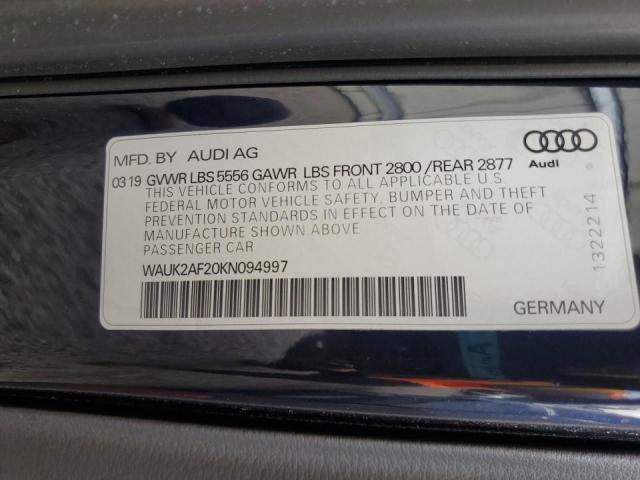 MFD. BY AUDI AG
03 19 GVWR LBS 5556 GAWR LBS FRONT 2800 /REAR 2877
THIS VEHICLE CONFORMS TO ALL APPLICABLE U.S.
FEDERAL MOTOR VEHICLE SAFETY, BUMPER AND THEFT
PREVENTION STANDARDS IN EFFECT ON THE DATE OF
MANUFACTURE SHOWN ABOVE
PASSENGER CAR
WAUK2AF20KN094997
Audi
1322214
GERMANY